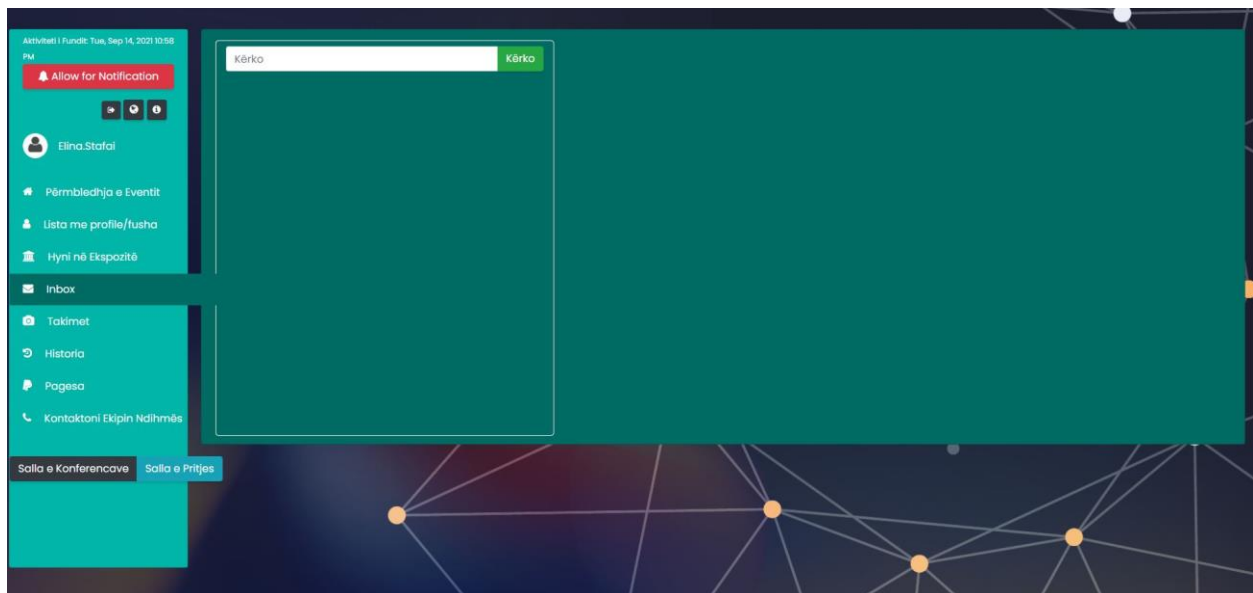 Aktiviteti i Fundit: Tue, Sep 14, 2021 10:58
PM
Allow for Notification
Elina.Stafai
Përmbledhja e Eventit
Lista me profile/fusha
Hyni në Ekspozitë
Inbox
Takimet
Historia
Pagesa
Kontaktoni Ekipin Ndihmës
Salla e Konferencave Salla e Pritjes
Kërko Kërko